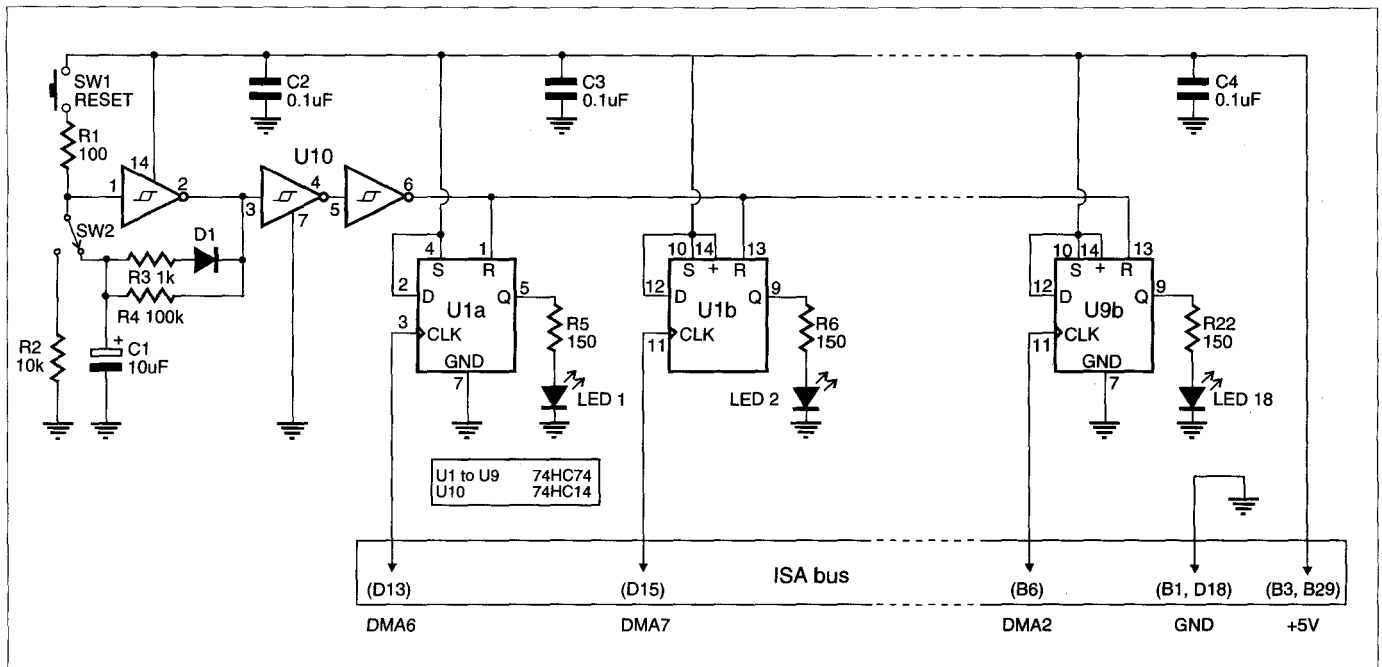 SW1
RESET
R1
100
C2
0.1uF
C3
0.1uF
C4
0.1uF
14
U10
1
2
3
4
7
5
6
SW2
D1
R3 1k
R4 100k
R2
10k
+
C1
10uF
4
1
S
R
2
D
Q
5
U1a
3
CLK
GND
7
R5
150
LED 1
10
14
13
S
+
R
12
D
Q
9
U1b
11
CLK
R6
150
LED 2
10
14
13
S
+
R
12
D
Q
9
U9b
11
CLK
GND
7
R22
150
LED 18
U1 to U9 74HC74
U10 74HC14
ISA bus
(D13)
(D15)
(B6)
(B1, D18)
(B3, B29)
DMA6
DMA7
DMA2
GND
+5V